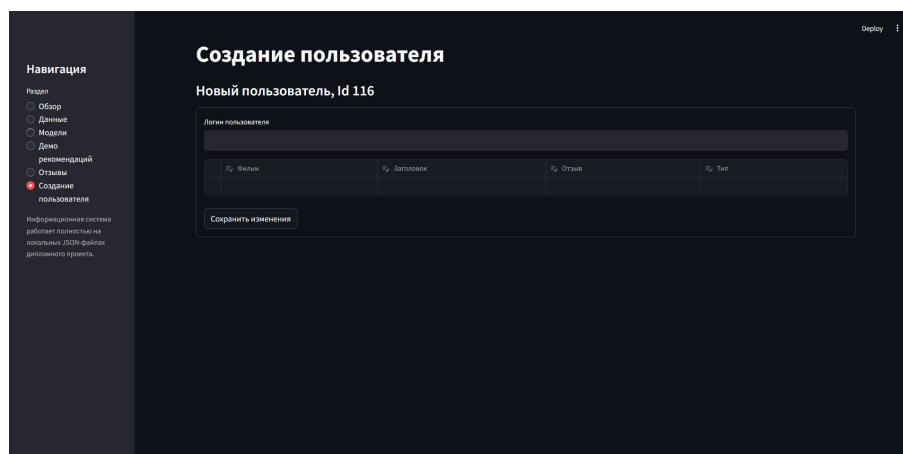 Deploy
Создание пользователя
Навигация
Новый пользователь, Id 116
Раздел
Обзор
Данные
Модели
Демо
рекомендаций
Отзывы
Создание
пользователя
Информационная система
работает полностью на
локальных JSON-файлах
дипломного проекта.
Логин пользователя
Фильм Заголовок Отзыв Тип
Сохранить изменения